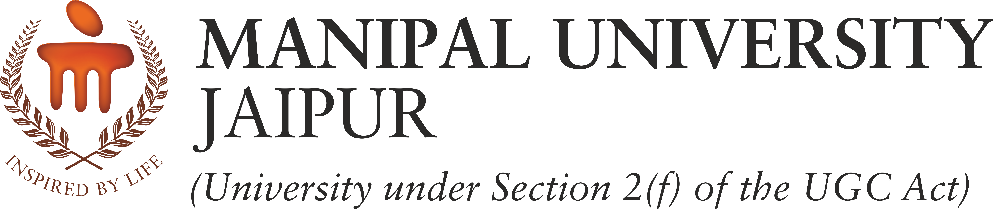 MANIPAL UNIVERSITY
JAIPUR
(University under Section 2(f) of the UGC Act)
INSPIRED BY LIFE